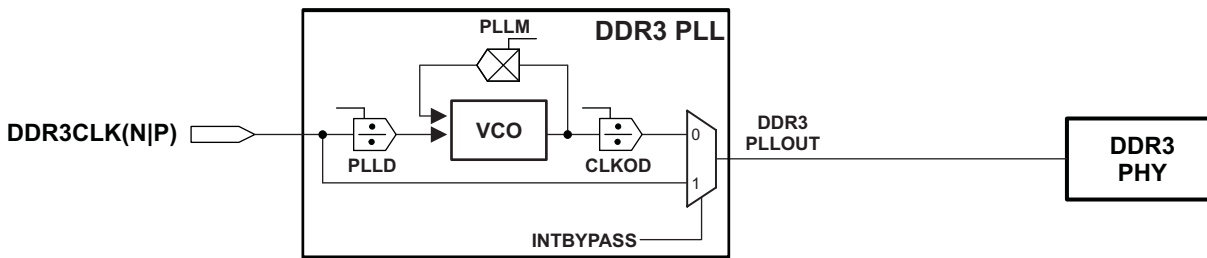 PLLM
DDR3 PLL
DDR3CLK(N|P)
VCO
PLLD
CLKOD
0
1
DDR3
PLLOUT
INTBYPASS
DDR3
PHY